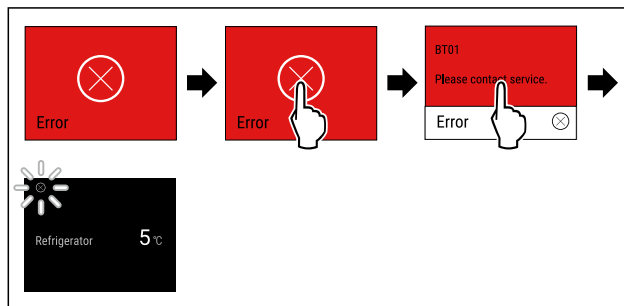 Error
Error
BT01
Please contact service.
Error
Refrigerator 5 °C